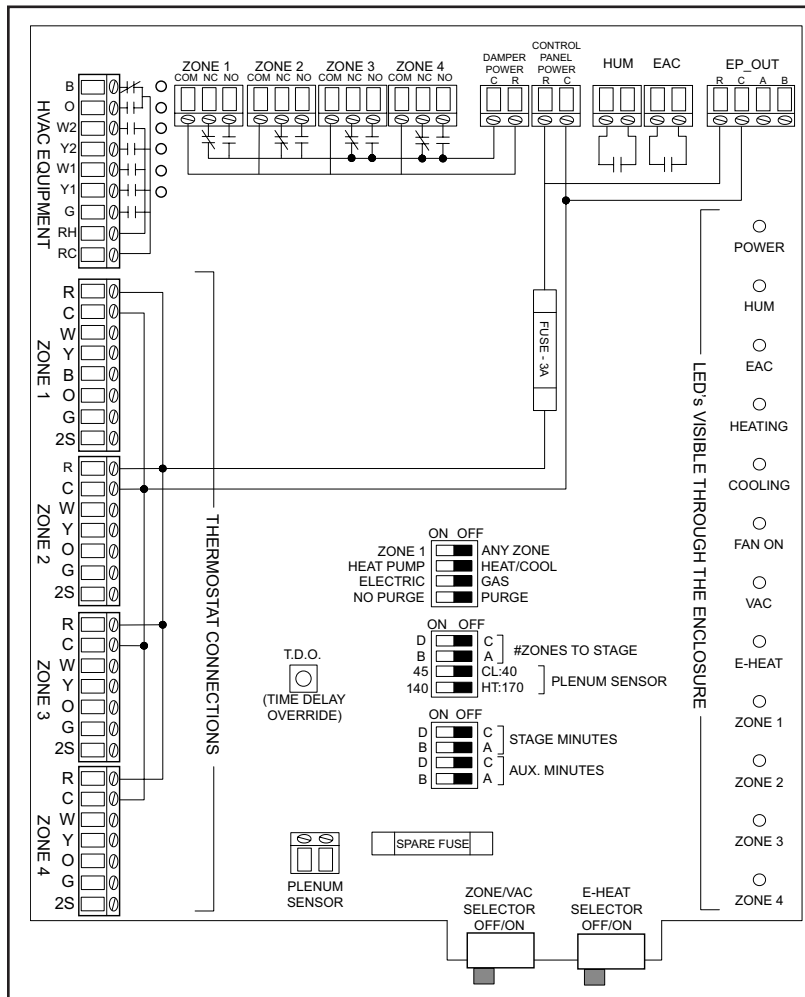 ZONE 1 ZONE 2 ZONE 3 ZONE 4
COM NC NO COM NC NO COM NC NO COM NC NO
DAMPER
POWER
C R
CONTROL
PANEL
POWER
R C
HUM EAC
EP_OUT
R C A B
HVAC EQUIPMENT
B
O
W2
Y2
W1
Y1
G
RH
RC
ZONE 1
R
C
W
Y
B
O
G
2S
ZONE 2
R
C
W
Y
O
G
2S
ZONE 3
R
C
W
Y
O
G
2S
ZONE 4
R
C
W
Y
O
G
2S
THERMOSTAT CONNECTIONS
FUSE - 3A
ON OFF
ZONE 1 ANY ZONE
HEAT PUMP HEAT/COOL
ELECTRIC GAS
NO PURGE PURGE
ON OFF
D C
B A
#ZONES TO STAGE
45 CL:40
140 HT:170
PLENUM SENSOR
ON OFF
D C
B A
STAGE MINUTES
D C
B A
AUX. MINUTES
T.D.O.
(TIME DELAY
OVERRIDE)
PLENUM
SENSOR
SPARE FUSE
ZONE/VAC
SELECTOR
OFF/ON
E-HEAT
SELECTOR
OFF/ON
LED's VISIBLE THROUGH THE ENCLOSURE
POWER
HUM
EAC
HEATING
COOLING
FAN ON
VAC
E-HEAT
ZONE 1
ZONE 2
ZONE 3
ZONE 4